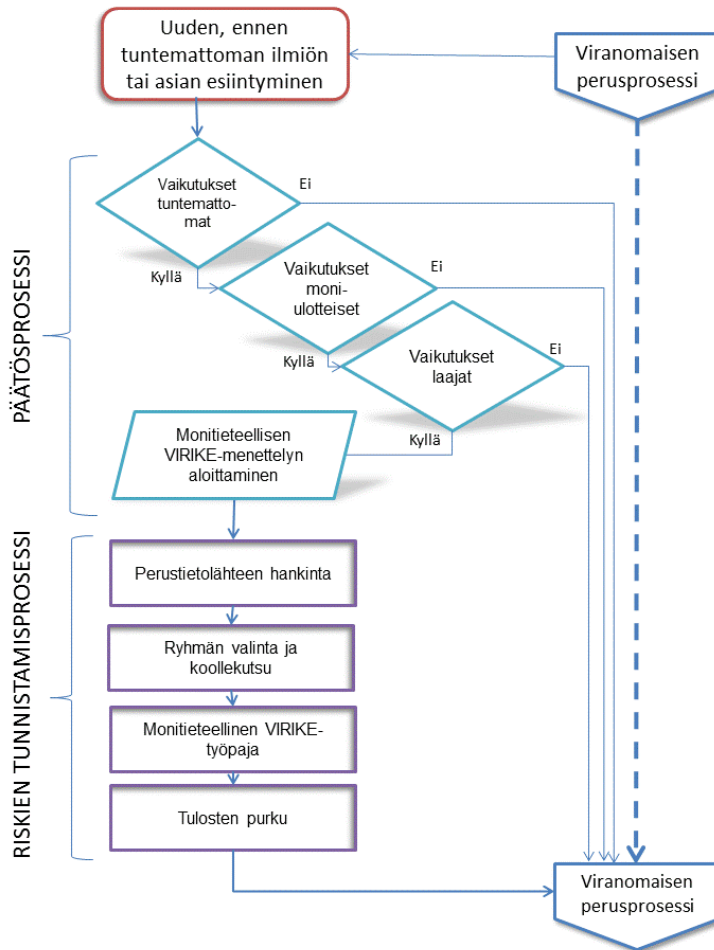 Uuden, ennen
tuntemattoman ilmiön
tai asian esiintyminen
Viranomaisen
perusprosessi
PÄÄTÖSPROSESSI
Vaikutukset
tuntematto-
mat
Ei
Kyllä
Vaikutukset
moni-
ulotteiset
Ei
Kyllä
Vaikutukset
laajat
Ei
Kyllä
Monitieteellisen
VIRIKE-menettelyn
aloittaminen
RISKIEN TUNNISTAMISPROSESSI
Perustietolähteen hankinta
Ryhmän valinta ja
koollekutsu
Monitieteellinen VIRIKE-
työpaja
Tulosten purku
Viranomaisen
perusprosessi